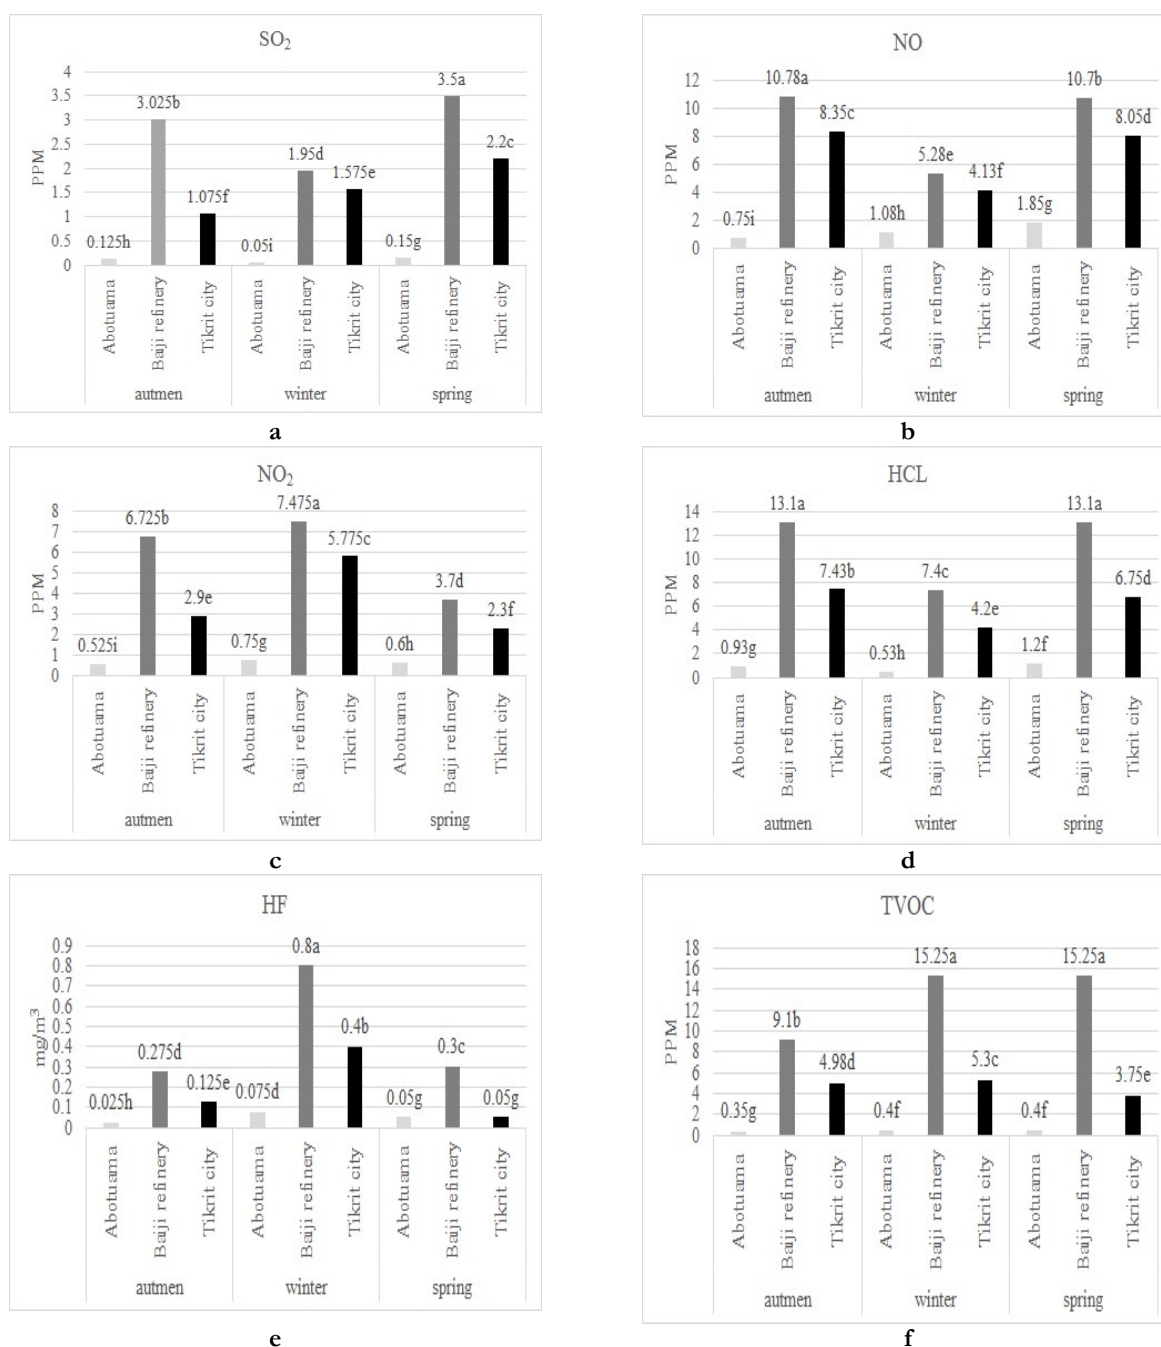 SO₂
PPM
4
3.5
3
2.5
2
1.5
1
0.5
0
0.125h
3.025b
1.075f
0.05i
1.95d
1.575e
0.15g
3.5a
2.2c
Abotuama
Baiji refinery
Tikrit city
Abotuama
Baiji refinery
Tikrit city
Abotuama
Baiji refinery
Tikrit city
autmen winter spring
a
NO
PPM
12
10
8
6
4
2
0
0.75i
10.78a
8.35c
1.08h
5.28e
4.13f
1.85g
10.7b
8.05d
Abotuama
Baiji refinery
Tikrit city
Abotuama
Baiji refinery
Tikrit city
Abotuama
Baiji refinery
Tikrit city
autmen winter spring
b
NO₂
PPM
8
7
6
5
4
3
2
1
0
0.525i
6.725b
2.9e
0.75g
7.475a
5.775c
0.6h
3.7d
2.3f
Abotuama
Baiji refinery
Tikrit city
Abotuama
Baiji refinery
Tikrit city
Abotuama
Baiji refinery
Tikrit city
autmen winter spring
c
HCL
PPM
14
12
10
8
6
4
2
0
0.93g
13.1a
7.43b
0.53h
7.4c
4.2e
1.2f
13.1a
6.75d
Abotuama
Baiji refinery
Tikrit city
Abotuama
Baiji refinery
Tikrit city
Abotuama
Baiji refinery
Tikrit city
autmen winter spring
d
HF
mg/m³
0.9
0.8
0.7
0.6
0.5
0.4
0.3
0.2
0.1
0
0.025h
0.275d
0.125e
0.075d
0.8a
0.4b
0.05g
0.3c
0.05g
Abotuama
Baiji refinery
Tikrit city
Abotuama
Baiji refinery
Tikrit city
Abotuama
Baiji refinery
Tikrit city
autmen winter spring
e
TVOC
PPM
18
16
14
12
10
8
6
4
2
0
0.35g
9.1b
4.98d
0.4f
15.25a
5.3c
0.4f
15.25a
3.75e
Abotuama
Baiji refinery
Tikrit city
Abotuama
Baiji refinery
Tikrit city
Abotuama
Baiji refinery
Tikrit city
autmen winter spring
f